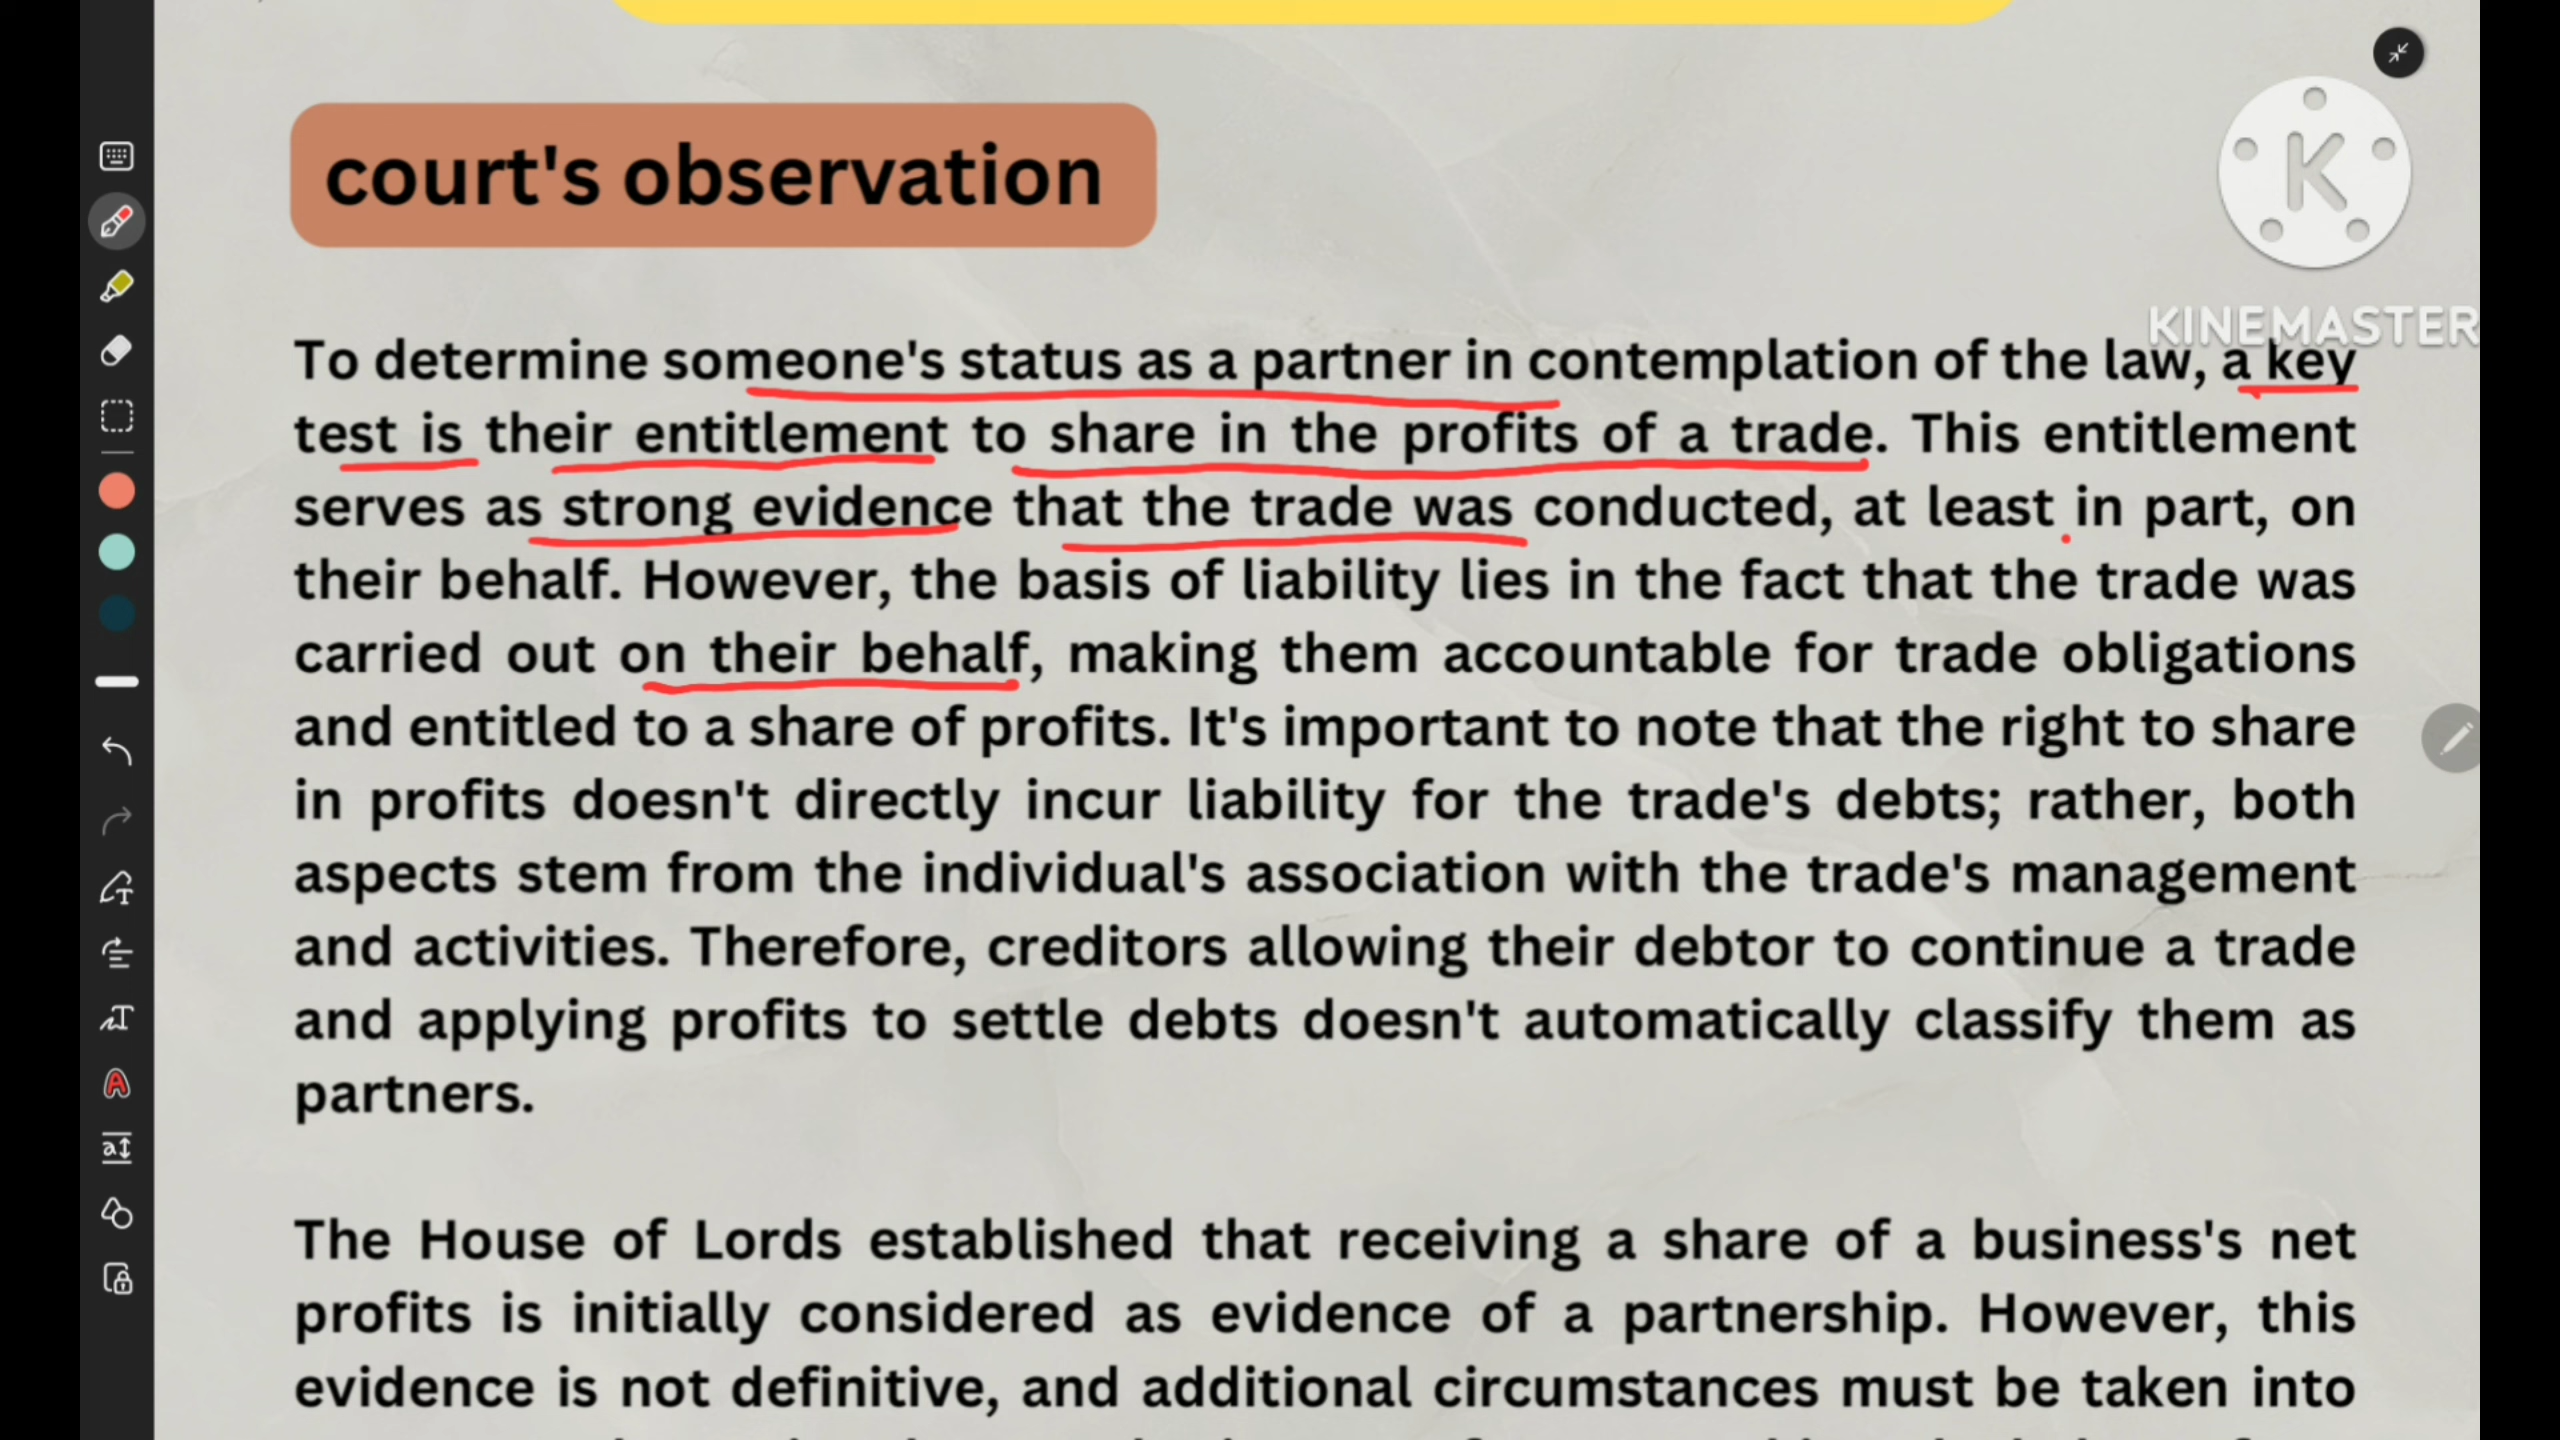 court's observation
K
KINEMASTER
To determine someone's status as a partner in contemplation of the law, a key
test is their entitlement to share in the profits of a trade. This entitlement
serves as strong evidence that the trade was conducted, at least in part, on
their behalf. However, the basis of liability lies in the fact that the trade was
carried out on their behalf, making them accountable for trade obligations
and entitled to a share of profits. It's important to note that the right to share
in profits doesn't directly incur liability for the trade's debts; rather, both
aspects stem from the individual's association with the trade's management
and activities. Therefore, creditors allowing their debtor to continue a trade
and applying profits to settle debts doesn't automatically classify them as
partners.
The House of Lords established that receiving a share of a business's net
profits is initially considered as evidence of a partnership. However, this
evidence is not definitive, and additional circumstances must be taken into